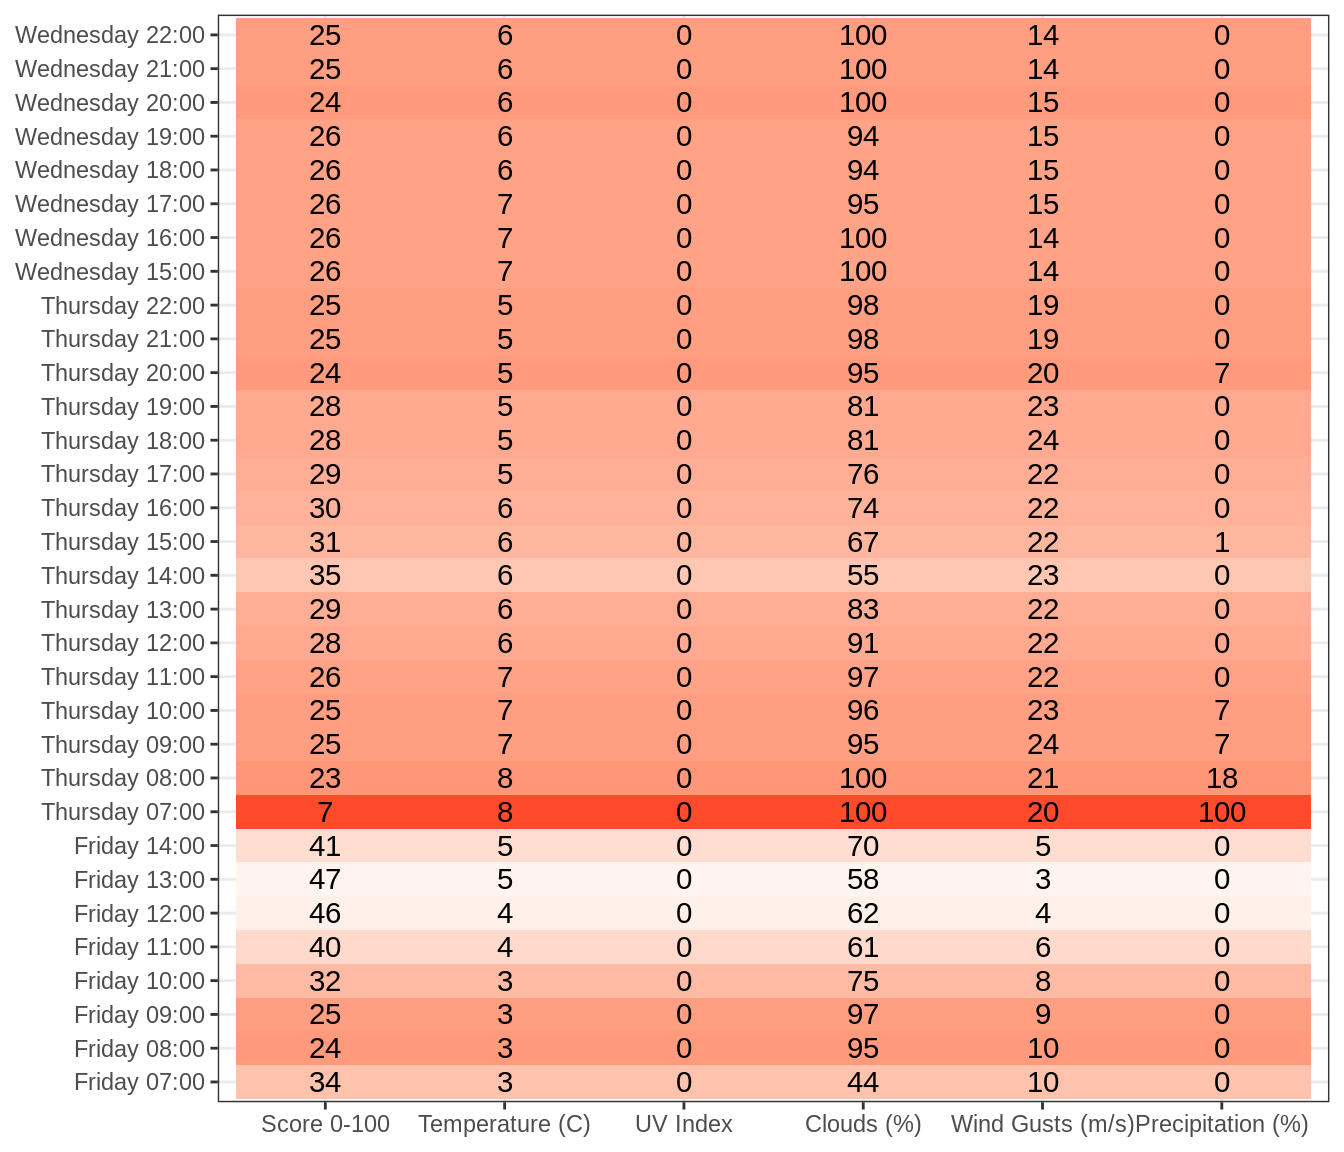 Wednesday 22:00 25 6 0 100 14 0
Wednesday 21:00 25 6 0 100 14 0
Wednesday 20:00 24 6 0 100 15 0
Wednesday 19:00 26 6 0 94 15 0
Wednesday 18:00 26 6 0 94 15 0
Wednesday 17:00 26 7 0 95 15 0
Wednesday 16:00 26 7 0 100 14 0
Wednesday 15:00 26 7 0 100 14 0
Thursday 22:00 25 5 0 98 19 0
Thursday 21:00 25 5 0 98 19 0
Thursday 20:00 24 5 0 95 20 7
Thursday 19:00 28 5 0 81 23 0
Thursday 18:00 28 5 0 81 24 0
Thursday 17:00 29 5 0 76 22 0
Thursday 16:00 30 6 0 74 22 0
Thursday 15:00 31 6 0 67 22 1
Thursday 14:00 35 6 0 55 23 0
Thursday 13:00 29 6 0 83 22 0
Thursday 12:00 28 6 0 91 22 0
Thursday 11:00 26 7 0 97 22 0
Thursday 10:00 25 7 0 96 23 7
Thursday 09:00 25 7 0 95 24 7
Thursday 08:00 23 8 0 100 21 18
Thursday 07:00 7 8 0 100 20 100
Friday 14:00 41 5 0 70 5 0
Friday 13:00 47 5 0 58 3 0
Friday 12:00 46 4 0 62 4 0
Friday 11:00 40 4 0 61 6 0
Friday 10:00 32 3 0 75 8 0
Friday 09:00 25 3 0 97 9 0
Friday 08:00 24 3 0 95 10 0
Friday 07:00 34 3 0 44 10 0
Score 0-100 Temperature (C) UV Index Clouds (%) Wind Gusts (m/s) Precipitation (%)